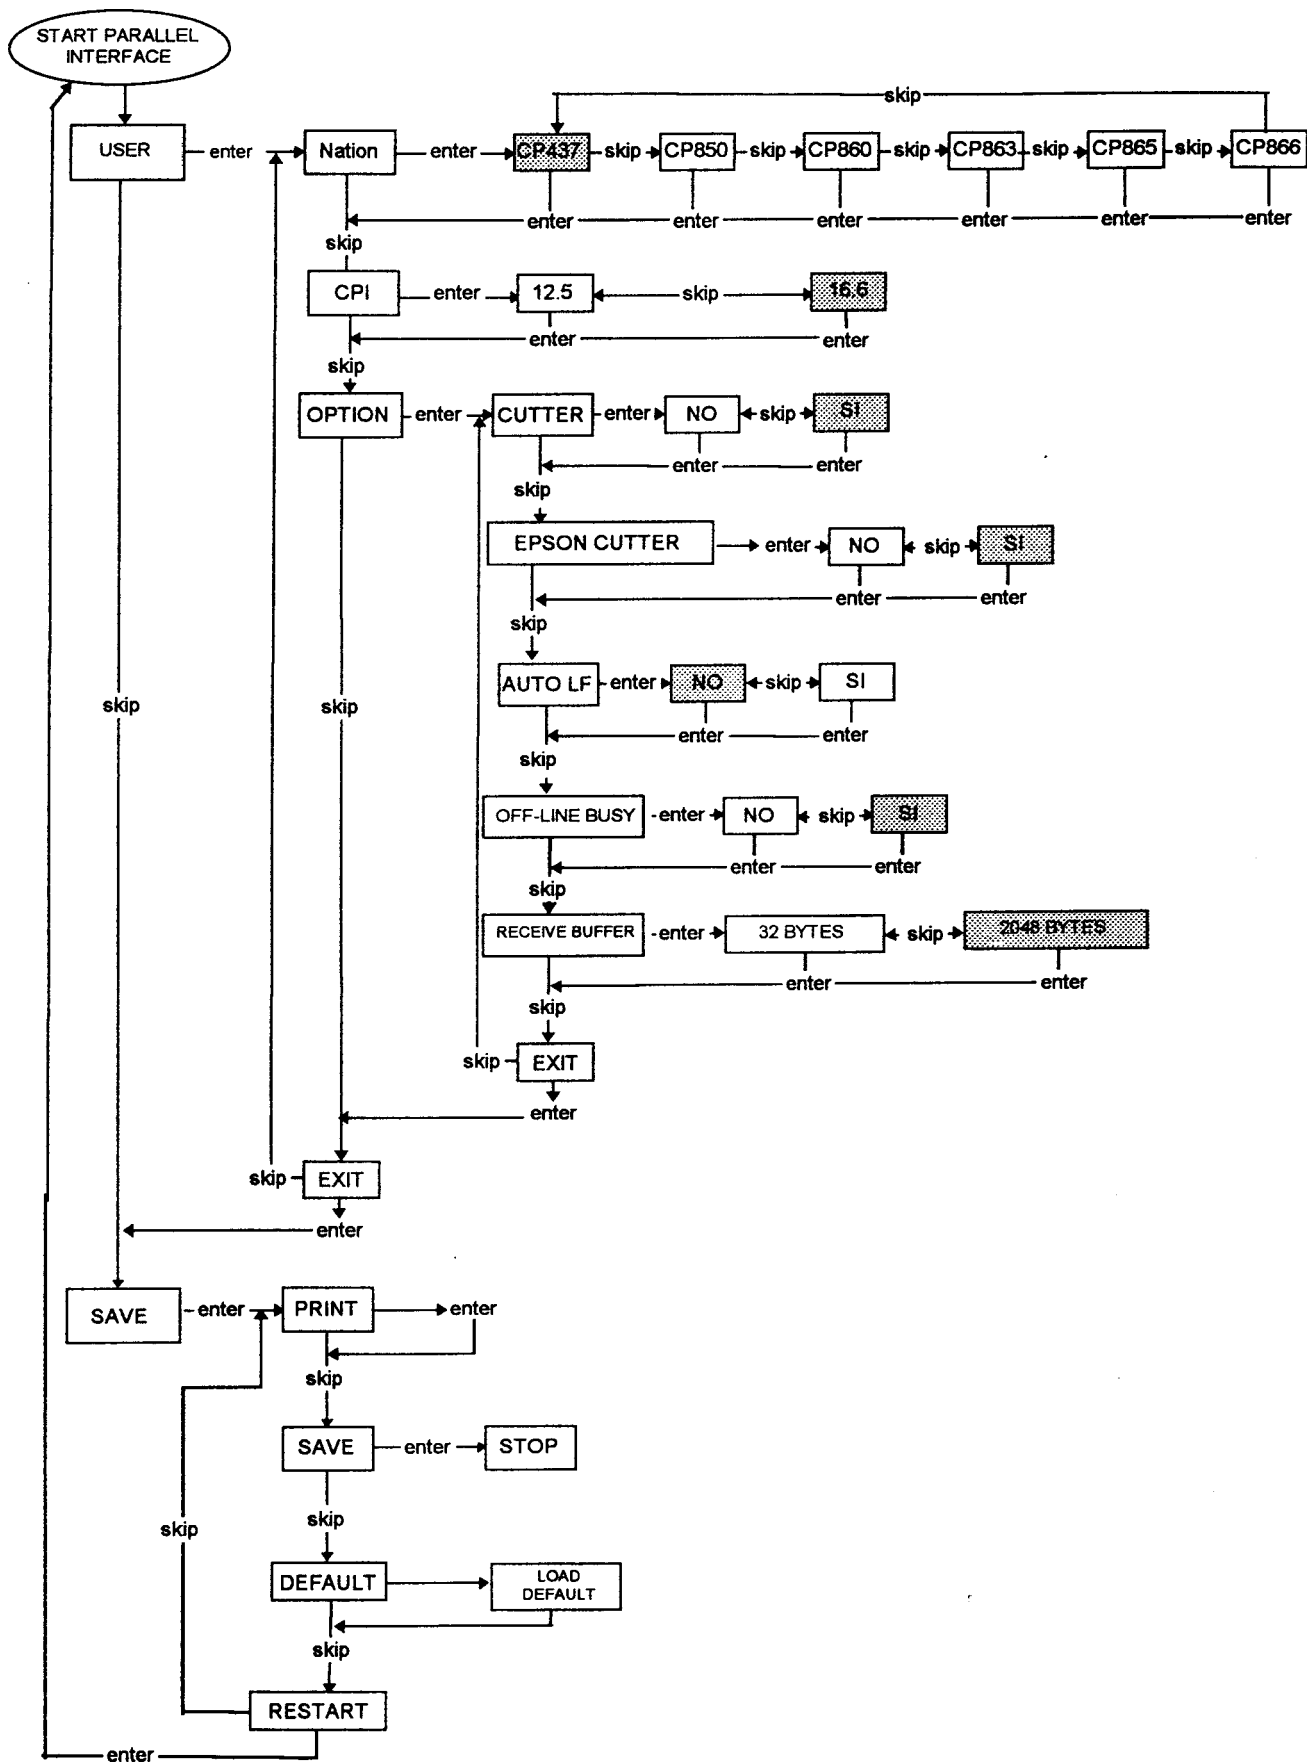 START PARALLEL
INTERFACE
skip
USER enter Nation enter CP437 skip CP850 skip CP860 skip CP863 skip CP865 skip CP866
enter enter enter enter enter enter
skip
CPI enter 12.5 skip 16.6
enter enter
skip
OPTION enter CUTTER enter NO skip SI
enter enter
skip
EPSON CUTTER enter NO skip SI
enter enter
skip
AUTO LF enter NO skip SI
skip skip
enter enter
skip
OFF-LINE BUSY enter NO skip SI
enter enter
skip
RECEIVE BUFFER enter 32 BYTES skip 2048 BYTES
enter enter
skip
skip EXIT
enter
skip EXIT
enter
SAVE enter PRINT enter
skip
SAVE enter STOP
skip
skip
DEFAULT LOAD
DEFAULT
skip
RESTART
enter